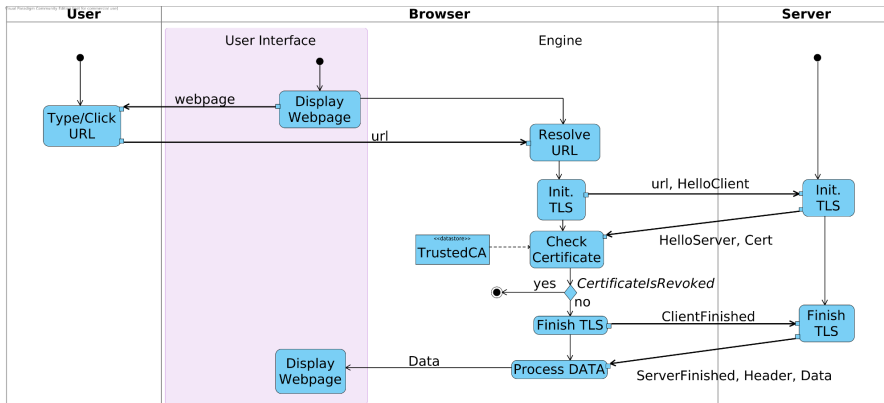 User
Browser
Server
User Interface
Engine
Display
Webpage
webpage
Type/Click
URL
url
Resolve
URL
Init.
TLS
url, HelloClient
Init.
TLS
HelloServer, Cert
<<datastore>>
TrustedCA
Check
Certificate
CertificateIsRevoked
yes
no
Finish TLS
ClientFinished
Finish
TLS
Display
Webpage
Data
Process DATA
ServerFinished, Header, Data